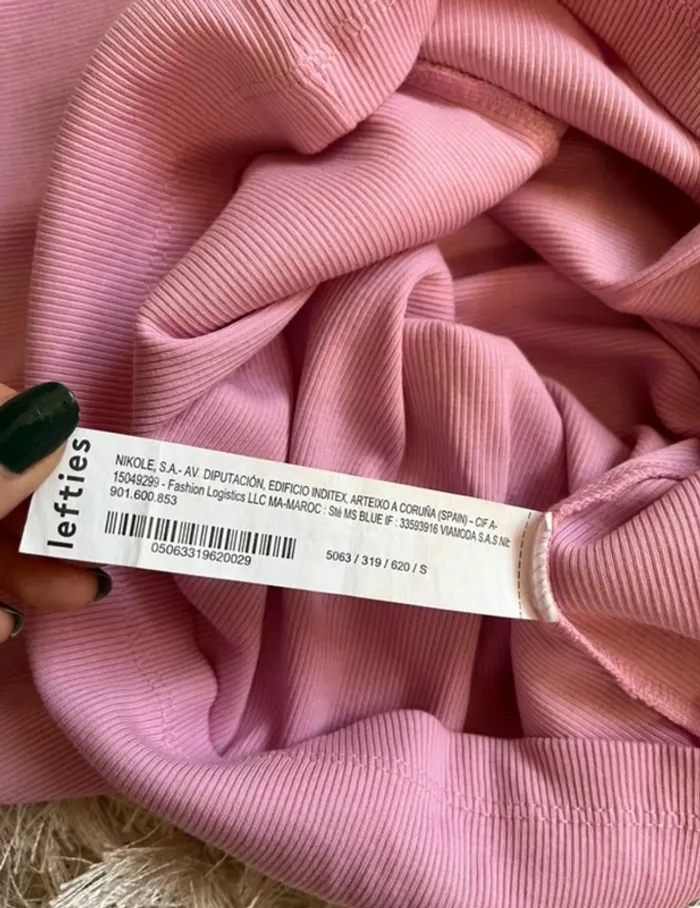 lefties
NIKOLE, S.A.- AV. DIPUTACIÓN, EDIFICIO INDITEX, ARTEIXO A CORUÑA (SPAIN) – CIF A-
15049299 - Fashion Logistics LLC MA-MAROC : Sté MS BLUE IF : 33593916 VIAMODA S.A.S Nit:
901.600.853
05063319620029
5063 / 319 / 620 / S